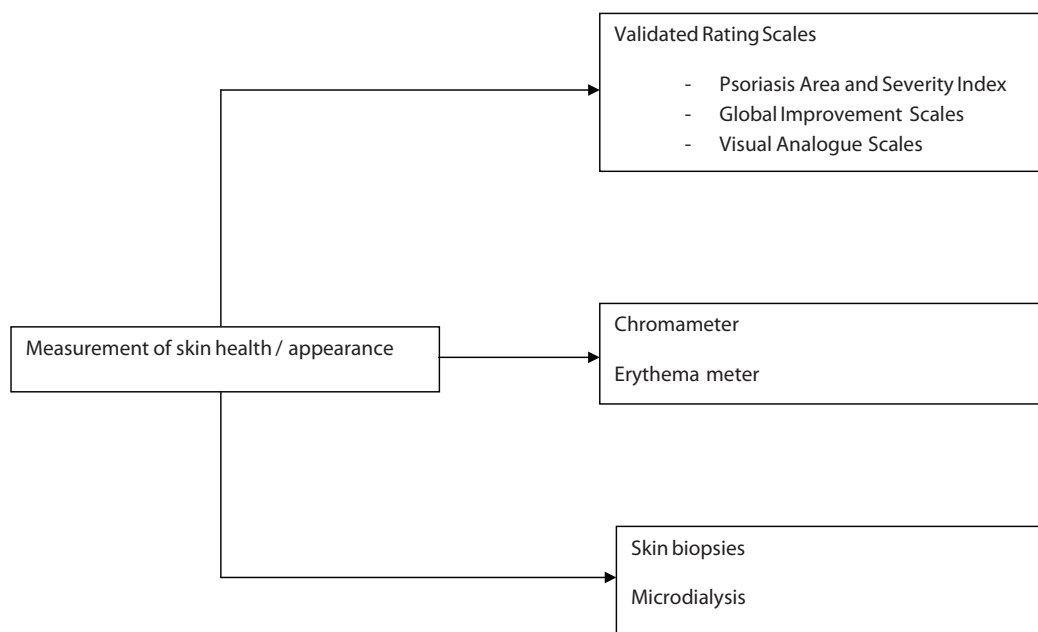 Validated Rating Scales
- Psoriasis Area and Severity Index
- Global Improvement Scales
- Visual Analogue Scales
Measurement of skin health / appearance
Chromameter
Erythema meter
Skin biopsies
Microdialysis